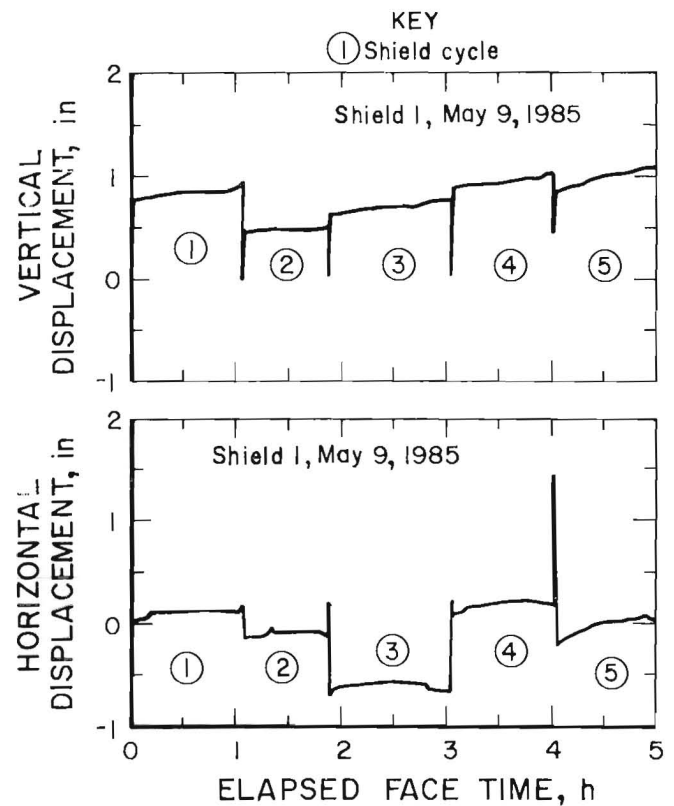 KEY
① Shield cycle
2
1
0
-1
VERTICAL
DISPLACEMENT, in
Shield 1, May 9, 1985
①
②
③
④
⑤
2
1
0
-1
HORIZONTAL
DISPLACEMENT, in
Shield 1, May 9, 1985
①
②
③
④
⑤
0 1 2 3 4 5
ELAPSED FACE TIME, h